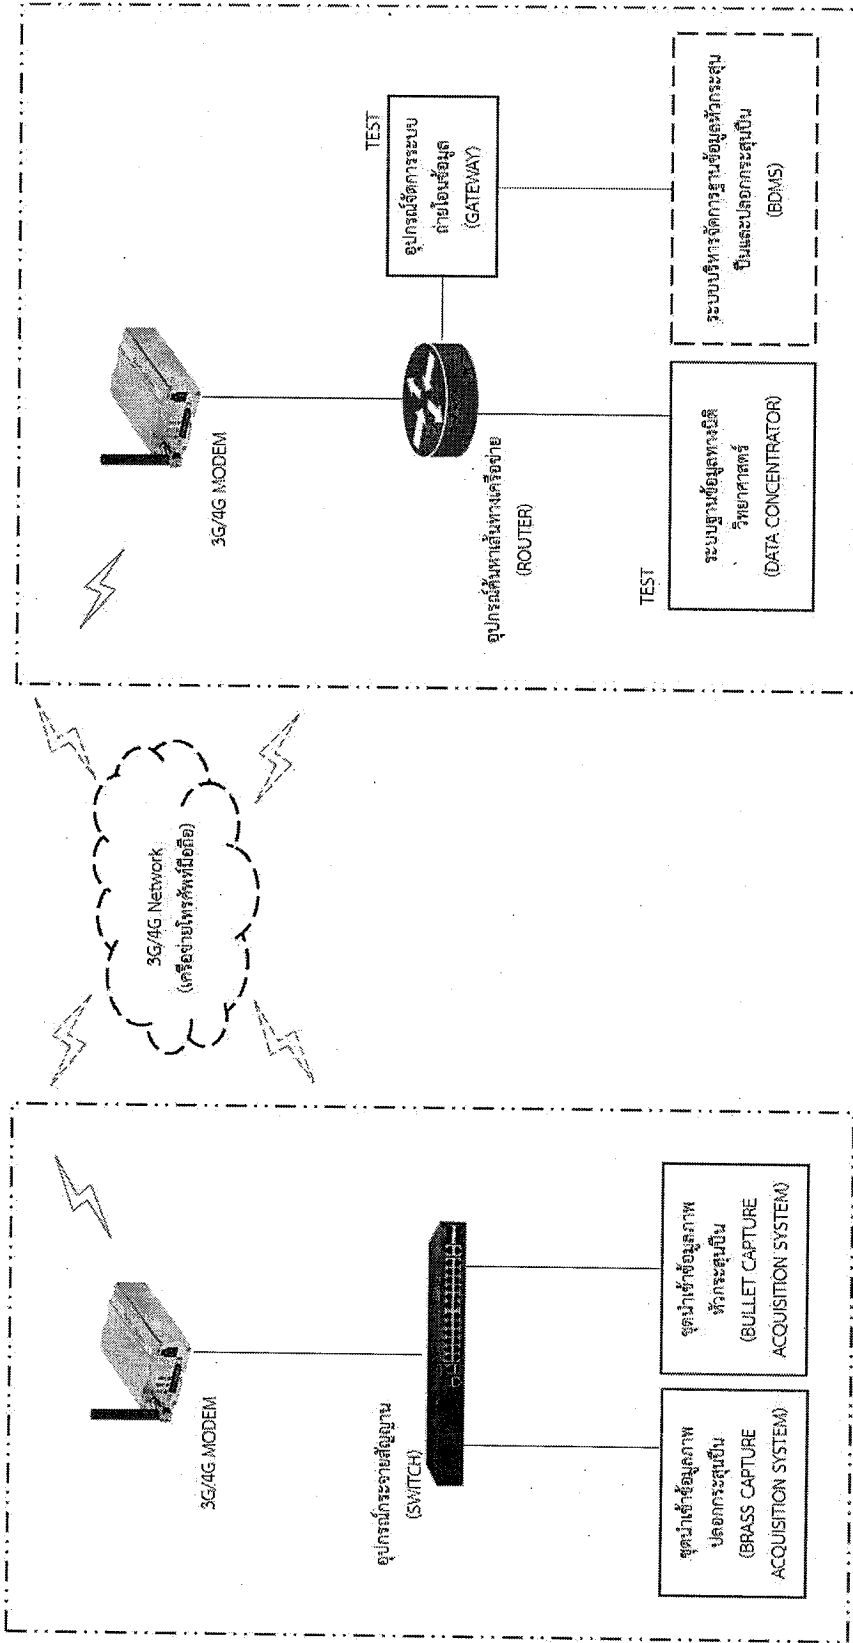 3G/4G MODEM
อุปกรณ์กระจายสัญญาณ
(SWITCH)
ชุดนำเข้าข้อมูลภาพ
ปลอกกระสุนปืน
(BRASS CAPTURE
ACQUISITION SYSTEM)
ชุดนำเข้าข้อมูลภาพ
หัวกระสุนปืน
(BULLET CAPTURE
ACQUISITION SYSTEM)
3G/4G Network
(เครือข่ายโทรศัพท์มือถือ)
3G/4G MODEM
อุปกรณ์ค้นหาเส้นทางเครือข่าย
(ROUTER)
TEST
อุปกรณ์จัดการระบบ
ถ่ายโอนข้อมูล
(GATEWAY)
TEST
ระบบฐานข้อมูลทางนิติ
วิทยาศาสตร์
(DATA CONCENTRATOR)
ระบบบริหารจัดการฐานข้อมูลหัวกระสุน
ปืนและปลอกกระสุนปืน
(BDMS)